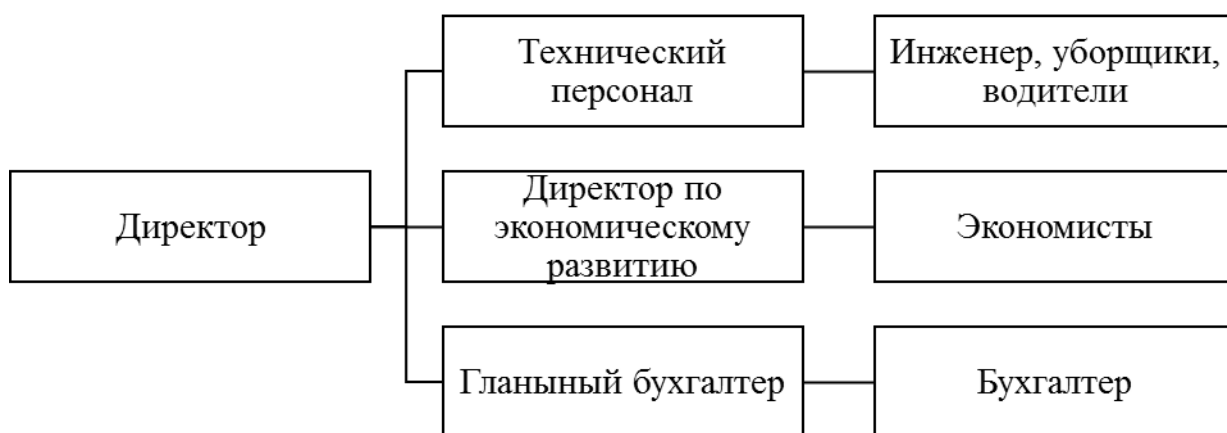 Технический
персонал
Инженер, уборщики,
водители
Директор
Директор по
экономическому
развитию
Экономисты
Гланыный бухгалтер
Бухгалтер